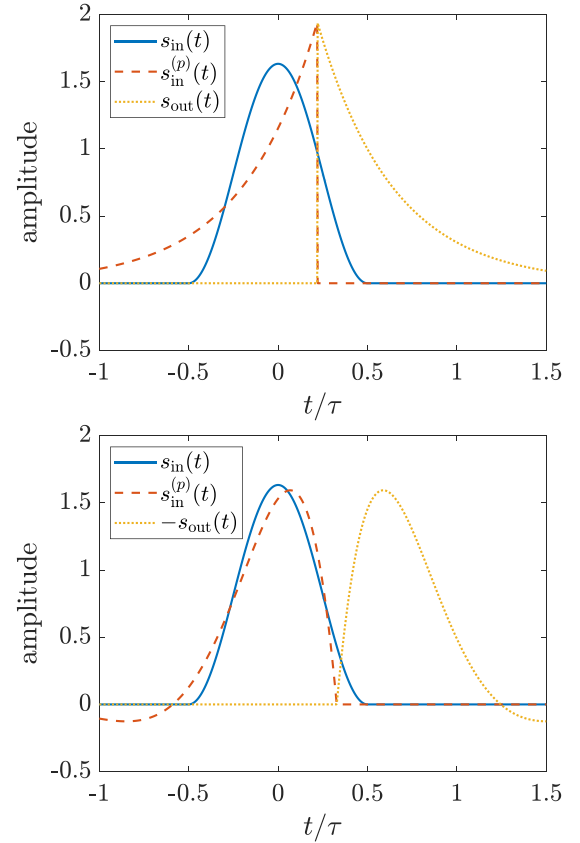 2
1.5
1
0.5
0
-0.5
amplitude
s_in(t)
s_in^(p)(t)
s_out(t)
-1 -0.5 0 0.5 1 1.5
t/τ
2
1.5
1
0.5
0
-0.5
amplitude
s_in(t)
s_in^(p)(t)
−s_out(t)
-1 -0.5 0 0.5 1 1.5
t/τ